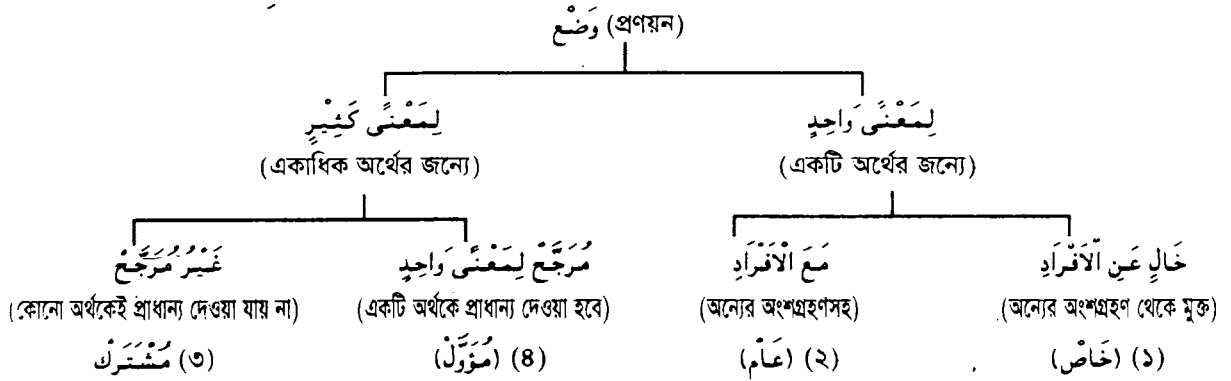 وَضْع (প্রণয়ন)
لِمَعْنًى كَثِيْرٍ
لِمَعْنًى وَاحِدٍ
(একাধিক অর্থের জন্যে)
(একটি অর্থের জন্যে)
غَيْرُ مُرَجَّحْ
مُرَجَّحْ لِمَعْنًى وَاحِدٍ
مَعَ الْاَفْرَادِ
خَالٍ عَنِ الْاَفْرَادِ
(কোনো অর্থকেই প্রাধান্য দেওয়া যায় না)
(একটি অর্থকে প্রাধান্য দেওয়া হবে)
(অন্যের অংশগ্রহণসহ)
(অন্যের অংশগ্রহণ থেকে মুক্ত)
(৩) مُشْتَرَكْ
(৪) (مُؤَوَّلْ)
(২) (عَامْ)
(১) (خَاصْ)